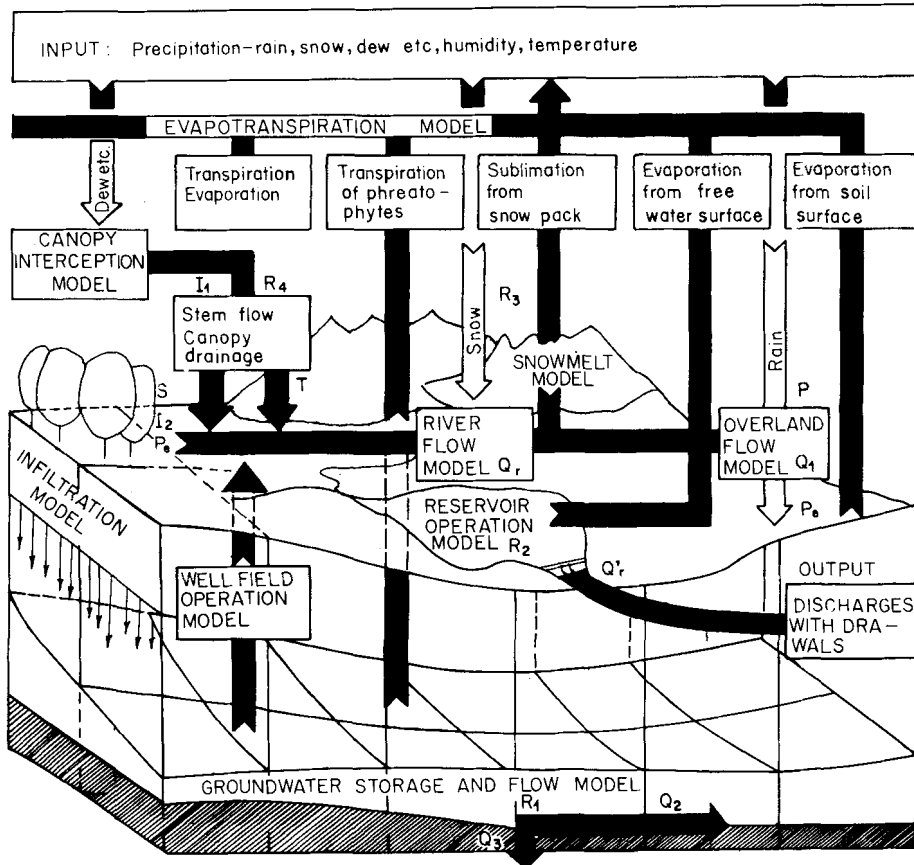 INPUT: Precipitation-rain, snow, dew etc, humidity, temperature
EVAPOTRANSPIRATION MODEL
Dew etc.
Transpiration
Evaporation
Transpiration
of phreato-
phytes
Sublimation
from
snow pack
Evaporation
from free
water surface
Evaporation
from soil
surface
CANOPY
INTERCEPTION
MODEL
I1
R4
Stem flow
Canopy
drainage
Snow
R3
SNOWMELT
MODEL
Rain
S
T
P
I2
Pe
RIVER
FLOW
MODEL Qr
OVERLAND
FLOW
MODEL Q1
INFILTRATION
MODEL
RESERVOIR
OPERATION
MODEL R2
Pe
Q'r
WELL FIELD
OPERATION
MODEL
OUTPUT
DISCHARGES
WITH DRA-
WALS
GROUNDWATER STORAGE AND FLOW MODEL
R1
Q2
Q3